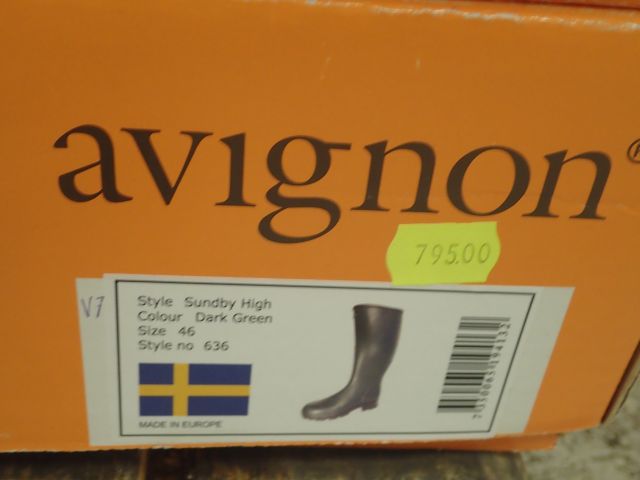 avignon®
795.00
V7
Style Sundby High
Colour Dark Green
Size 46
Style no 636
MADE IN EUROPE